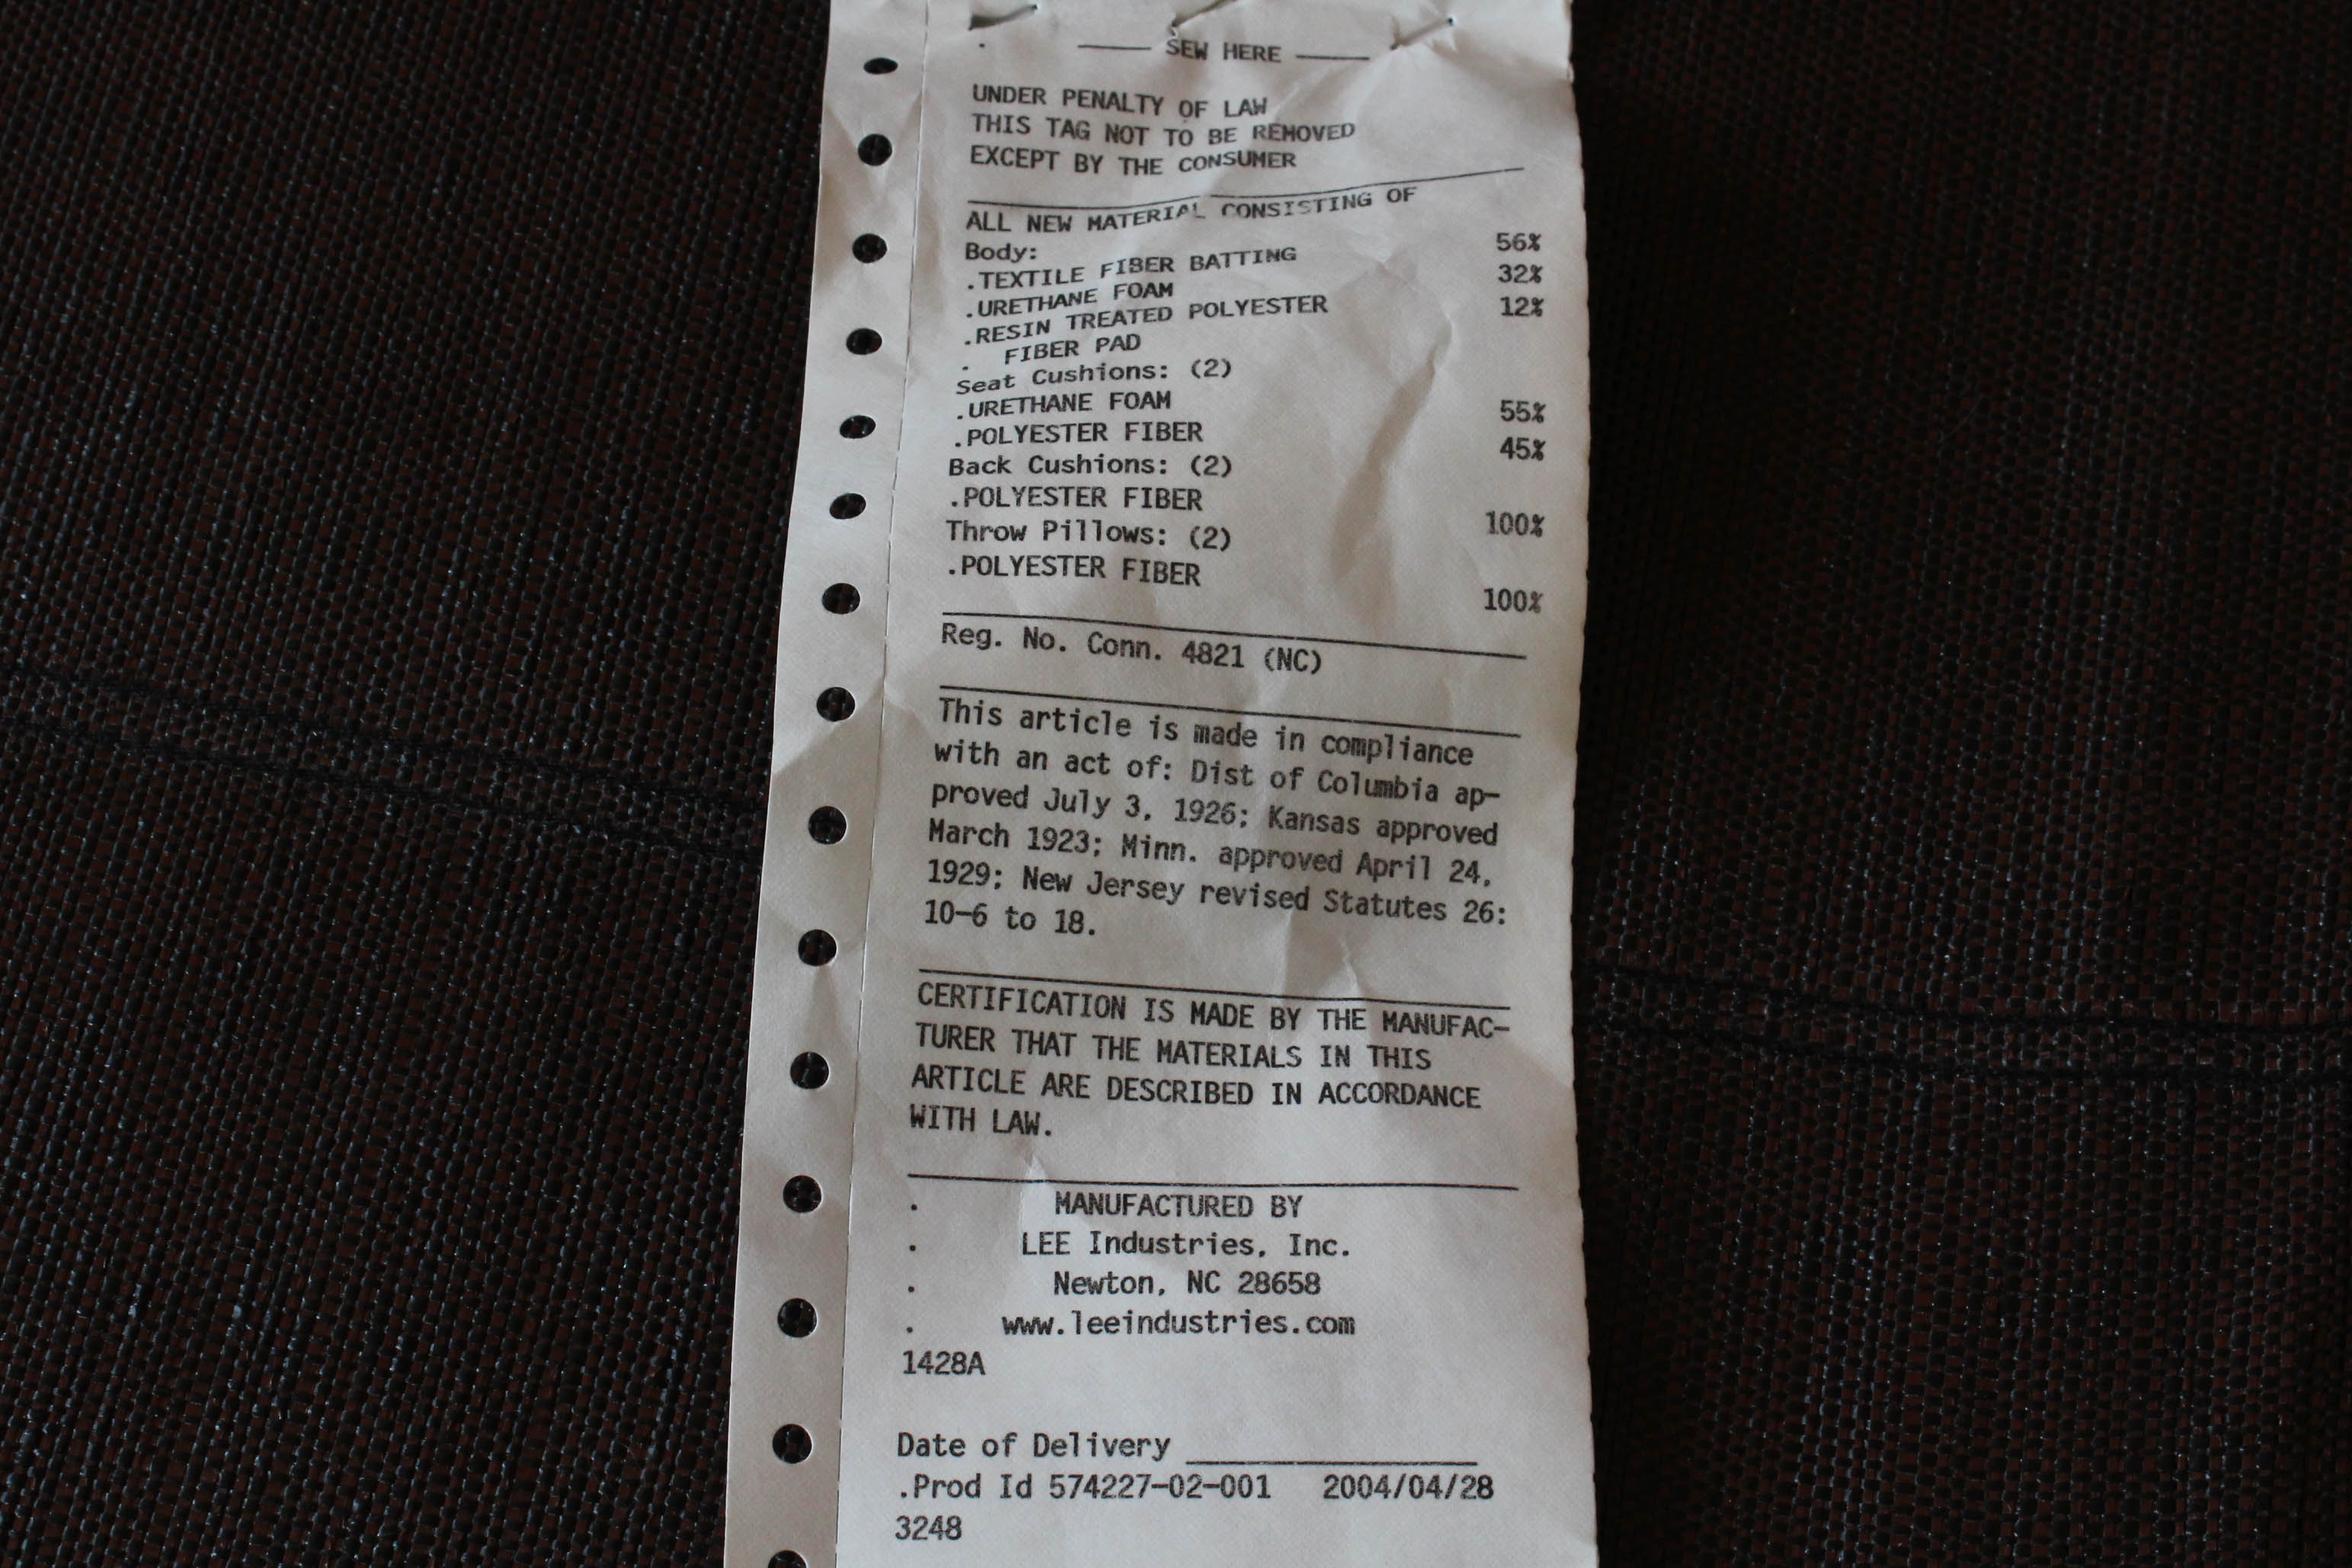 SEW HERE
UNDER PENALTY OF LAW
THIS TAG NOT TO BE REMOVED
EXCEPT BY THE CONSUMER
ALL NEW MATERIAL CONSISTING OF
Body:
.TEXTILE FIBER BATTING 56%
.URETHANE FOAM 32%
.RESIN TREATED POLYESTER 12%
. FIBER PAD
Seat Cushions: (2)
.URETHANE FOAM 55%
.POLYESTER FIBER 45%
Back Cushions: (2)
.POLYESTER FIBER 100%
Throw Pillows: (2)
.POLYESTER FIBER 100%
Reg. No. Conn. 4821 (NC)
This article is made in compliance
with an act of: Dist of Columbia ap-
proved July 3, 1926; Kansas approved
March 1923; Minn. approved April 24,
1929; New Jersey revised Statutes 26:
10-6 to 18.
CERTIFICATION IS MADE BY THE MANUFAC-
TURER THAT THE MATERIALS IN THIS
ARTICLE ARE DESCRIBED IN ACCORDANCE
WITH LAW.
. MANUFACTURED BY
. LEE Industries, Inc.
. Newton, NC 28658
. www.leeindustries.com
1428A
Date of Delivery
.Prod Id 574227-02-001 2004/04/28
3248